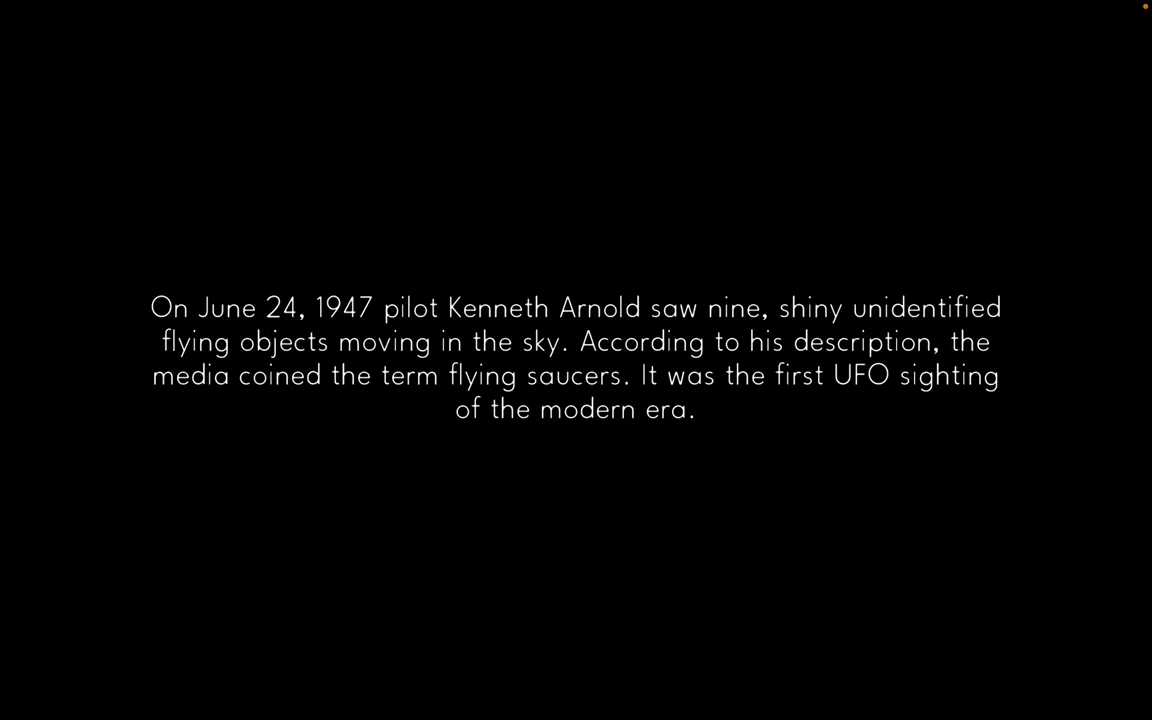 On June 24, 1947 pilot Kenneth Arnold saw nine, shiny unidentified
flying objects moving in the sky. According to his description, the
media coined the term flying saucers. It was the first UFO sighting
of the modern era.